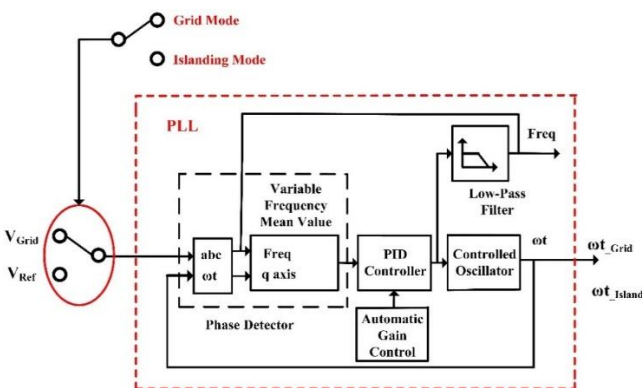 Grid Mode
Islanding Mode
PLL
Freq
Variable
Frequency
Mean Value
Low-Pass
Filter
V_Grid
V_Ref
abc
ωt
Freq
q axis
PID
Controller
Controlled
Oscillator
ωt
ωt_Grid
ωt_Island
Phase Detector
Automatic
Gain
Control